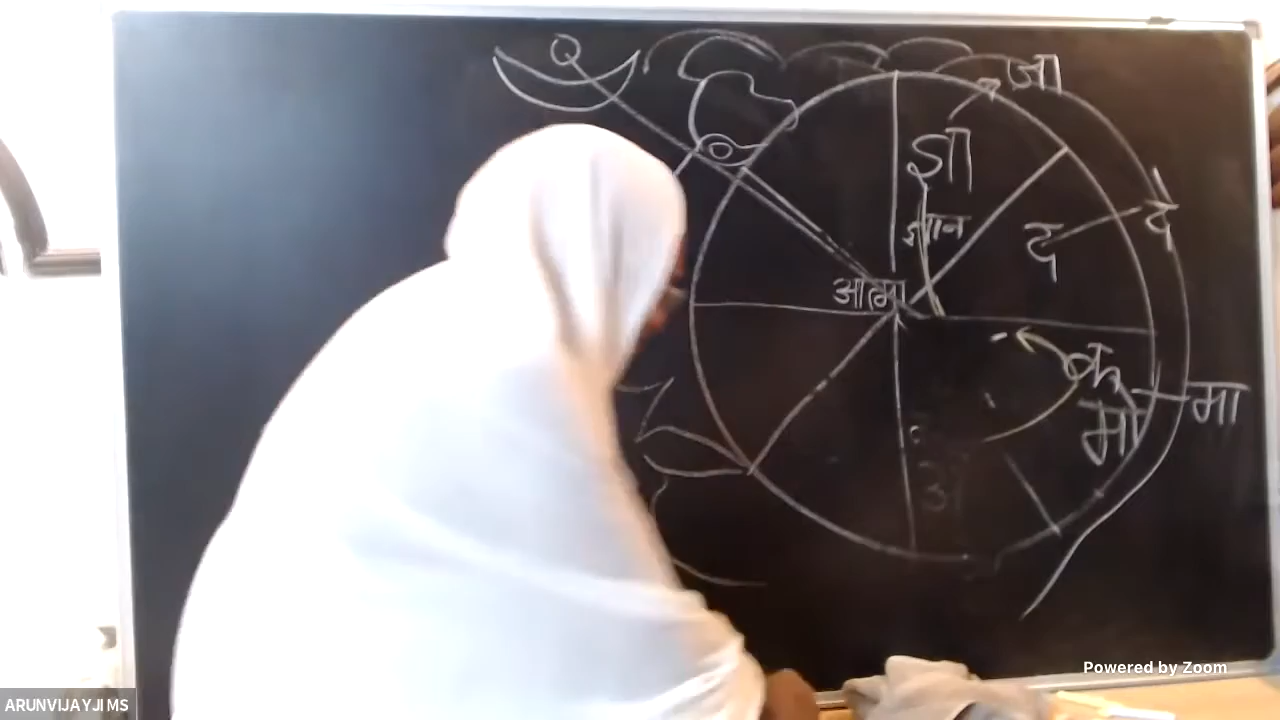 जा
ज्ञा
दे
ज्ञान
द
आत्मा
क
मो
मा
Powered by Zoom
ARUNVIJAYJI MS